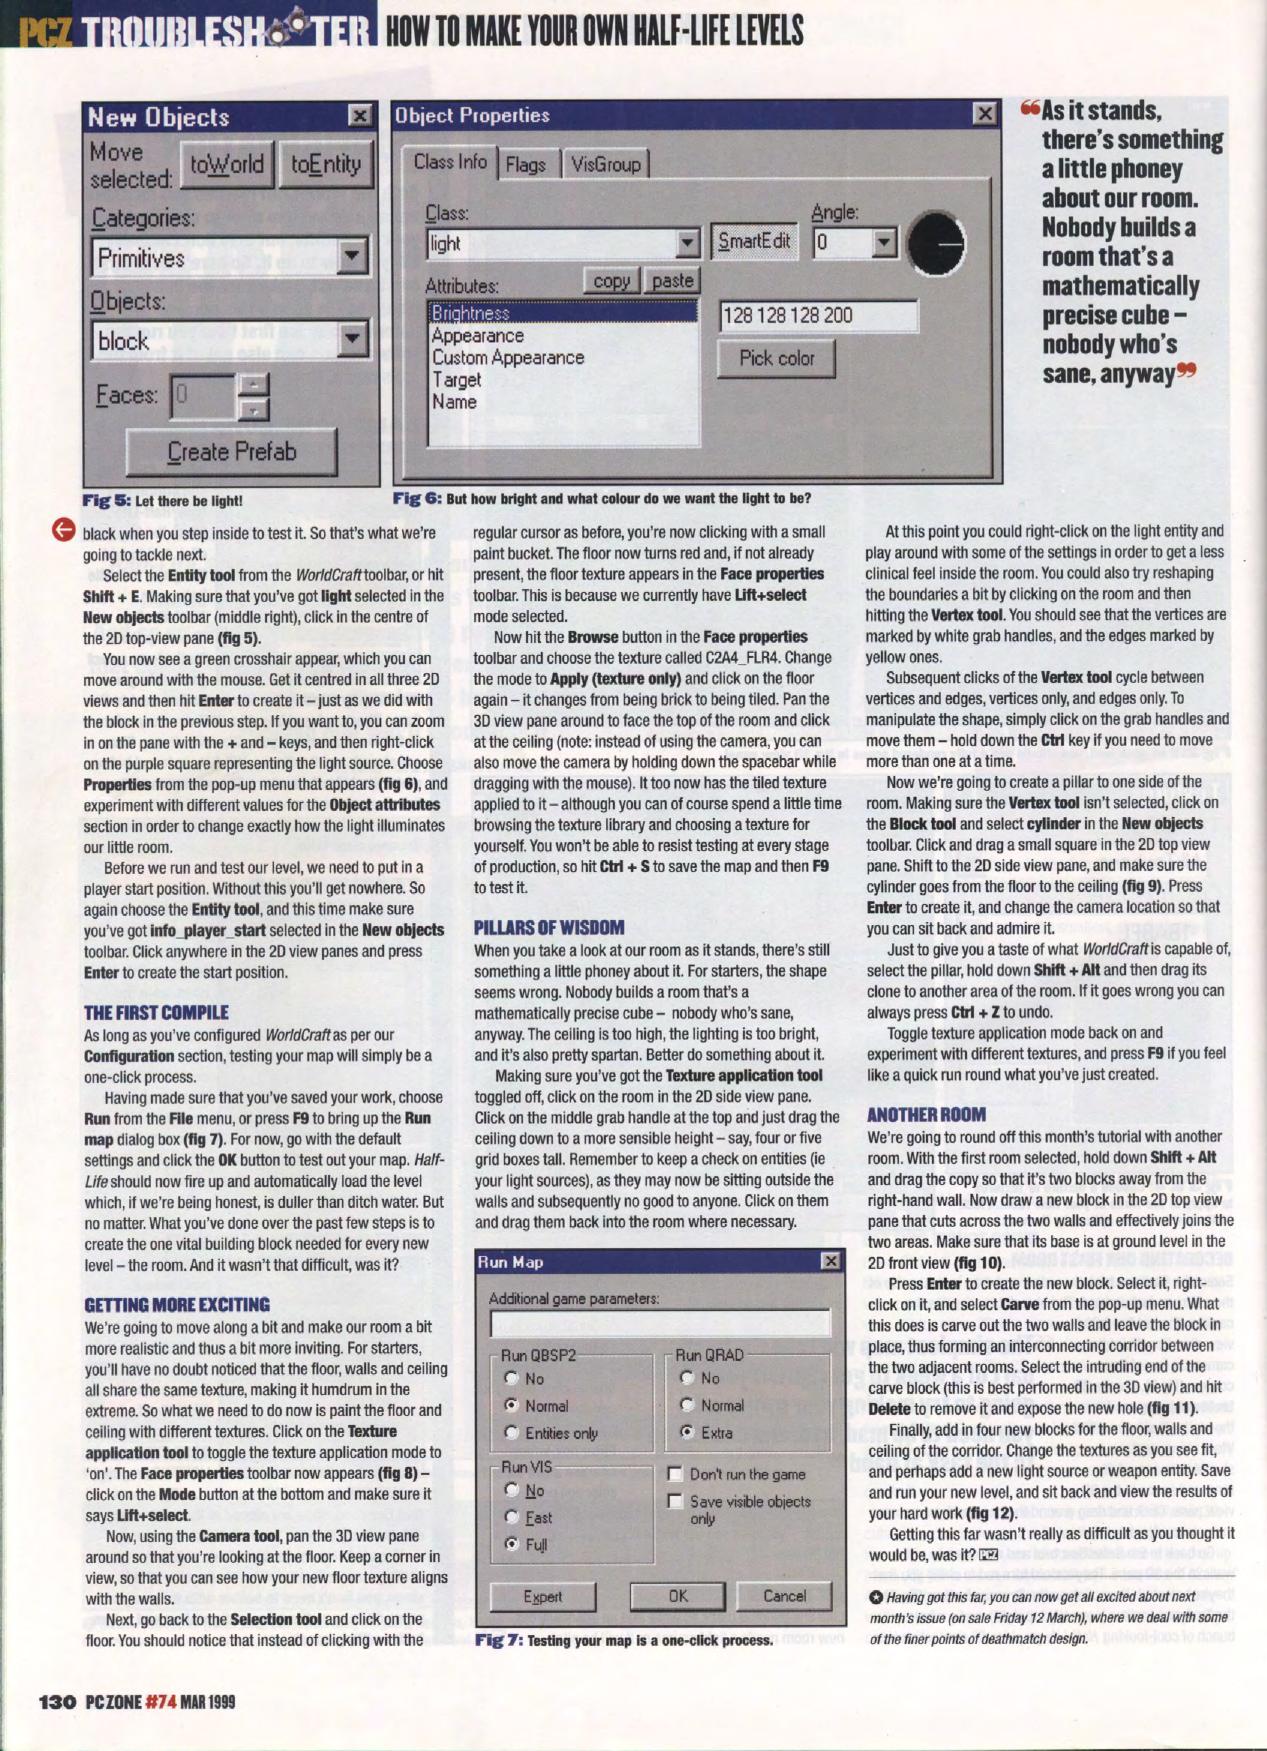 PCZ TROUBLESHOOTER HOW TO MAKE YOUR OWN HALF-LIFE LEVELS
New Objects
Move selected:
toWorld
toEntity
Categories:
Primitives
Objects:
block
Faces: 0
Create Prefab
Fig 5: Let there be light!
Object Properties
Class Info
Flags
VisGroup
Class:
light
SmartEdit
Angle:
0
Attributes:
copy
paste
Brightness
Appearance
Custom Appearance
Target
Name
128 128 128 200
Pick color
Fig 6: But how bright and what colour do we want the light to be?
“As it stands,
there's something
a little phoney
about our room.
Nobody builds a
room that's a
mathematically
precise cube –
nobody who's
sane, anyway”
black when you step inside to test it. So that's what we're
going to tackle next.
Select the Entity tool from the WorldCraft toolbar, or hit
Shift + E. Making sure that you've got light selected in the
New objects toolbar (middle right), click in the centre of
the 2D top-view pane (fig 5).
You now see a green crosshair appear, which you can
move around with the mouse. Get it centred in all three 2D
views and then hit Enter to create it – just as we did with
the block in the previous step. If you want to, you can zoom
in on the pane with the + and – keys, and then right-click
on the purple square representing the light source. Choose
Properties from the pop-up menu that appears (fig 6), and
experiment with different values for the Object attributes
section in order to change exactly how the light illuminates
our little room.
Before we run and test our level, we need to put in a
player start position. Without this you'll get nowhere. So
again choose the Entity tool, and this time make sure
you've got info_player_start selected in the New objects
toolbar. Click anywhere in the 2D view panes and press
Enter to create the start position.
THE FIRST COMPILE
As long as you've configured WorldCraft as per our
Configuration section, testing your map will simply be a
one-click process.
Having made sure that you've saved your work, choose
Run from the File menu, or press F9 to bring up the Run
map dialog box (fig 7). For now, go with the default
settings and click the OK button to test out your map. Half-
Life should now fire up and automatically load the level
which, if we're being honest, is duller than ditch water. But
no matter. What you've done over the past few steps is to
create the one vital building block needed for every new
level – the room. And it wasn't that difficult, was it?
GETTING MORE EXCITING
We're going to move along a bit and make our room a bit
more realistic and thus a bit more inviting. For starters,
you'll have no doubt noticed that the floor, walls and ceiling
all share the same texture, making it humdrum in the
extreme. So what we need to do now is paint the floor and
ceiling with different textures. Click on the Texture
application tool to toggle the texture application mode to
'on'. The Face properties toolbar now appears (fig 8) –
click on the Mode button at the bottom and make sure it
says Lift+select.
Now, using the Camera tool, pan the 3D view pane
around so that you're looking at the floor. Keep a corner in
view, so that you can see how your new floor texture aligns
with the walls.
Next, go back to the Selection tool and click on the
floor. You should notice that instead of clicking with the
regular cursor as before, you're now clicking with a small
paint bucket. The floor now turns red and, if not already
present, the floor texture appears in the Face properties
toolbar. This is because we currently have Lift+select
mode selected.
Now hit the Browse button in the Face properties
toolbar and choose the texture called C2A4_FLR4. Change
the mode to Apply (texture only) and click on the floor
again – it changes from being brick to being tiled. Pan the
3D view pane around to face the top of the room and click
at the ceiling (note: instead of using the camera, you can
also move the camera by holding down the spacebar while
dragging with the mouse). It too now has the tiled texture
applied to it – although you can of course spend a little time
browsing the texture library and choosing a texture for
yourself. You won't be able to resist testing at every stage
of production, so hit Ctrl + S to save the map and then F9
to test it.
PILLARS OF WISDOM
When you take a look at our room as it stands, there's still
something a little phoney about it. For starters, the shape
seems wrong. Nobody builds a room that's a
mathematically precise cube – nobody who's sane,
anyway. The ceiling is too high, the lighting is too bright,
and it's also pretty spartan. Better do something about it.
Making sure you've got the Texture application tool
toggled off, click on the room in the 2D side view pane.
Click on the middle grab handle at the top and just drag the
ceiling down to a more sensible height – say, four or five
grid boxes tall. Remember to keep a check on entities (ie
your light sources), as they may now be sitting outside the
walls and subsequently no good to anyone. Click on them
and drag them back into the room where necessary.
Run Map
Additional game parameters:
Run QBSP2
No
Normal
Entities only
Run QRAD
No
Normal
Extra
Run VIS
No
Fast
Full
Don't run the game
Save visible objects
only
Expert
OK
Cancel
Fig 7: Testing your map is a one-click process.
At this point you could right-click on the light entity and
play around with some of the settings in order to get a less
clinical feel inside the room. You could also try reshaping
the boundaries a bit by clicking on the room and then
hitting the Vertex tool. You should see that the vertices are
marked by white grab handles, and the edges marked by
yellow ones.
Subsequent clicks of the Vertex tool cycle between
vertices and edges, vertices only, and edges only. To
manipulate the shape, simply click on the grab handles and
move them – hold down the Ctrl key if you need to move
more than one at a time.
Now we're going to create a pillar to one side of the
room. Making sure the Vertex tool isn't selected, click on
the Block tool and select cylinder in the New objects
toolbar. Click and drag a small square in the 2D top view
pane. Shift to the 2D side view pane, and make sure the
cylinder goes from the floor to the ceiling (fig 9). Press
Enter to create it, and change the camera location so that
you can sit back and admire it.
Just to give you a taste of what WorldCraft is capable of,
select the pillar, hold down Shift + Alt and then drag its
clone to another area of the room. If it goes wrong you can
always press Ctrl + Z to undo.
Toggle texture application mode back on and
experiment with different textures, and press F9 if you feel
like a quick run round what you've just created.
ANOTHER ROOM
We're going to round off this month's tutorial with another
room. With the first room selected, hold down Shift + Alt
and drag the copy so that it's two blocks away from the
right-hand wall. Now draw a new block in the 2D top view
pane that cuts across the two walls and effectively joins the
two areas. Make sure that its base is at ground level in the
2D front view (fig 10).
Press Enter to create the new block. Select it, right-
click on it, and select Carve from the pop-up menu. What
this does is carve out the two walls and leave the block in
place, thus forming an interconnecting corridor between
the two adjacent rooms. Select the intruding end of the
carve block (this is best performed in the 3D view) and hit
Delete to remove it and expose the new hole (fig 11).
Finally, add in four new blocks for the floor, walls and
ceiling of the corridor. Change the textures as you see fit,
and perhaps add a new light source or weapon entity. Save
and run your new level, and sit back and view the results of
your hard work (fig 12).
Getting this far wasn't really as difficult as you thought it
would be, was it?
Having got this far, you can now get all excited about next
month's issue (on sale Friday 12 March), where we deal with some
of the finer points of deathmatch design.
130 PC ZONE #74 MAR 1999